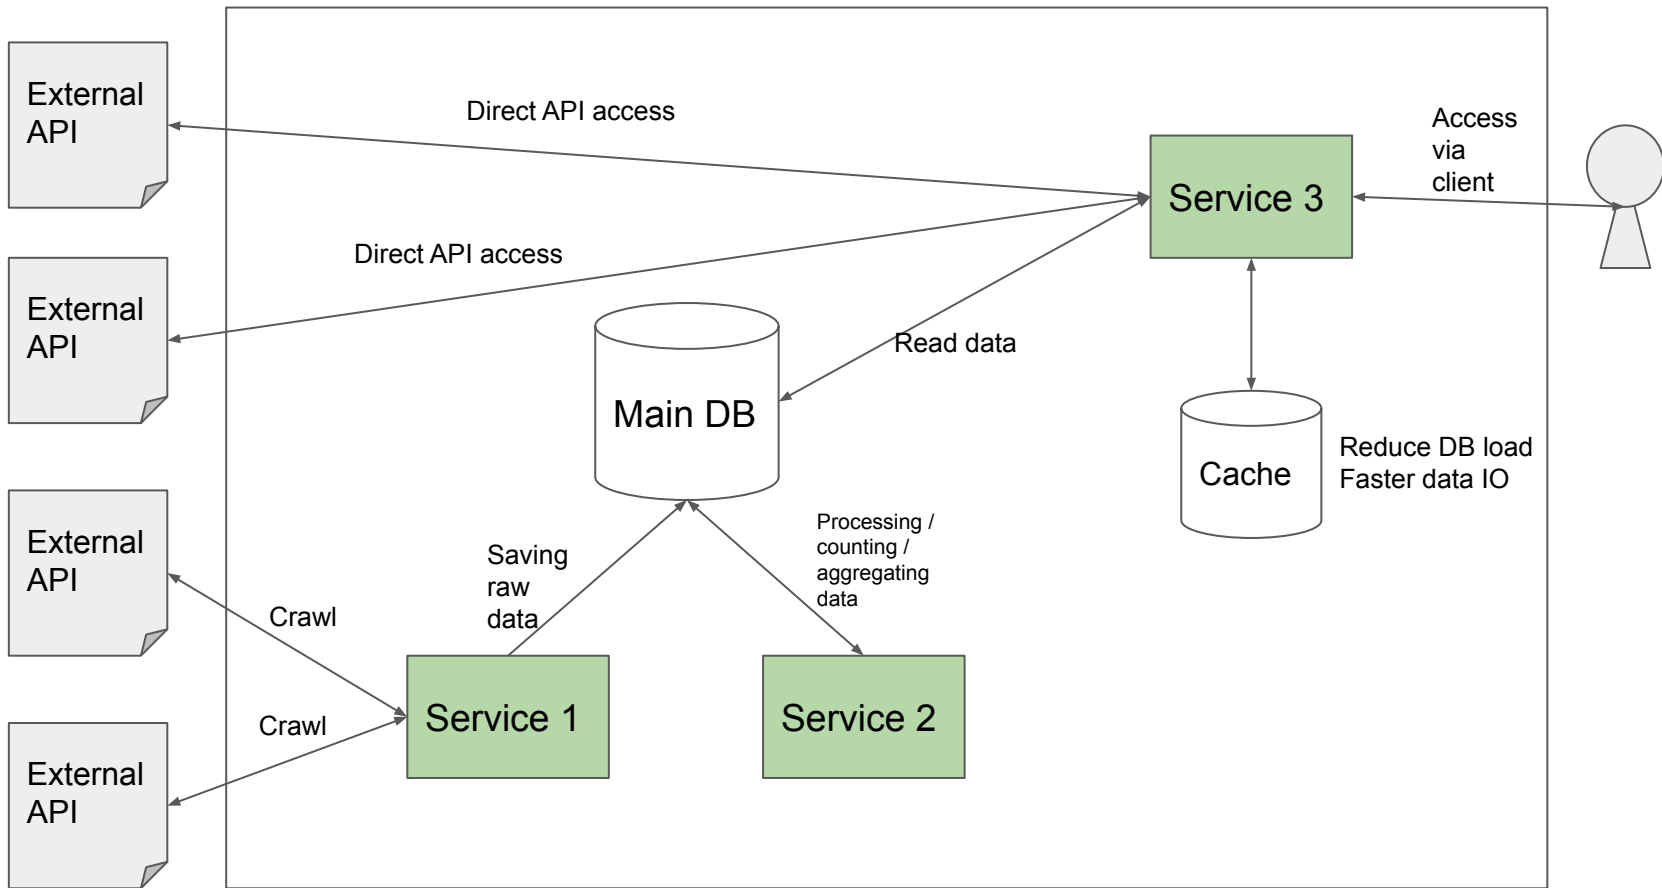 External
API
Direct API access
Service 3
Access
via
client
External
API
Direct API access
Read data
Main DB
Cache
Reduce DB load
Faster data IO
External
API
Crawl
Saving
raw
data
Processing /
counting /
aggregating
data
External
API
Crawl
Service 1
Service 2